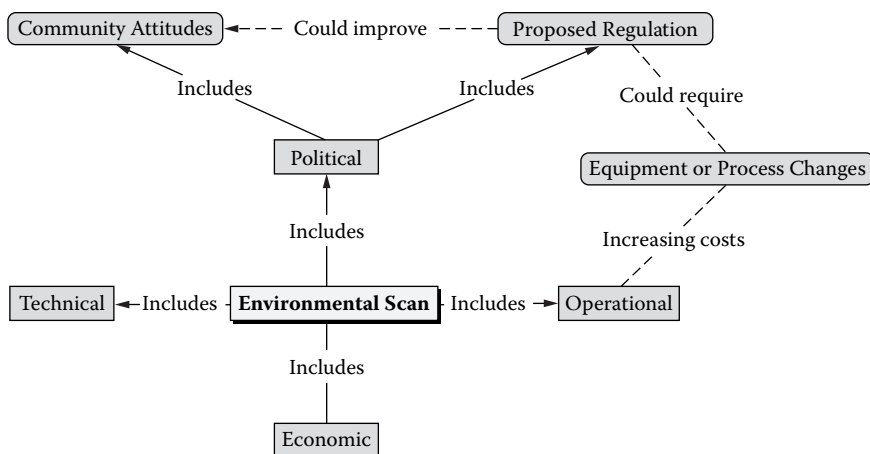 Community Attitudes
Could improve
Proposed Regulation
Includes
Includes
Could require
Political
Equipment or Process Changes
Includes
Increasing costs
Technical
Includes
Environmental Scan
Includes
Operational
Includes
Economic